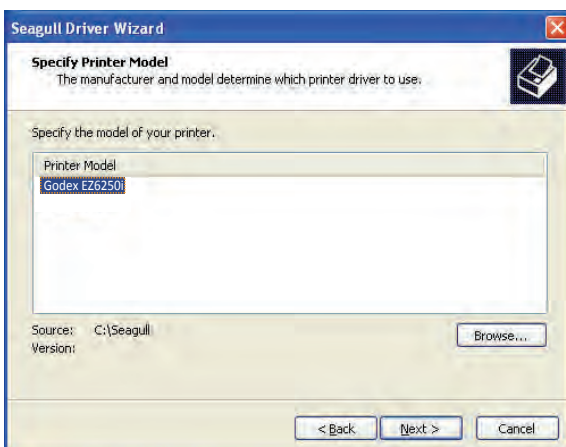 Seagull Driver Wizard
Specify Printer Model
The manufacturer and model determine which printer driver to use.
Specify the model of your printer.
Printer Model
Godex EZ6250i
Source: C:\Seagull
Version:
Browse...
< Back Next > Cancel